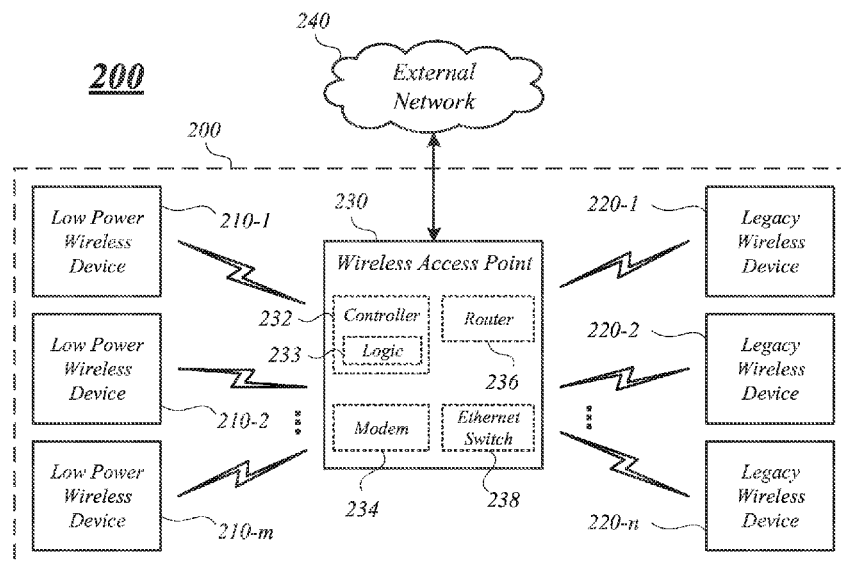 200
240
External
Network
200
Low Power
Wireless
Device
210-1
230
Wireless Access Point
220-1
Legacy
Wireless
Device
232
Controller
Router
233
Logic
236
Low Power
Wireless
Device
210-2
220-2
Legacy
Wireless
Device
Modem
Ethernet
Switch
234
238
Low Power
Wireless
Device
210-m
220-n
Legacy
Wireless
Device